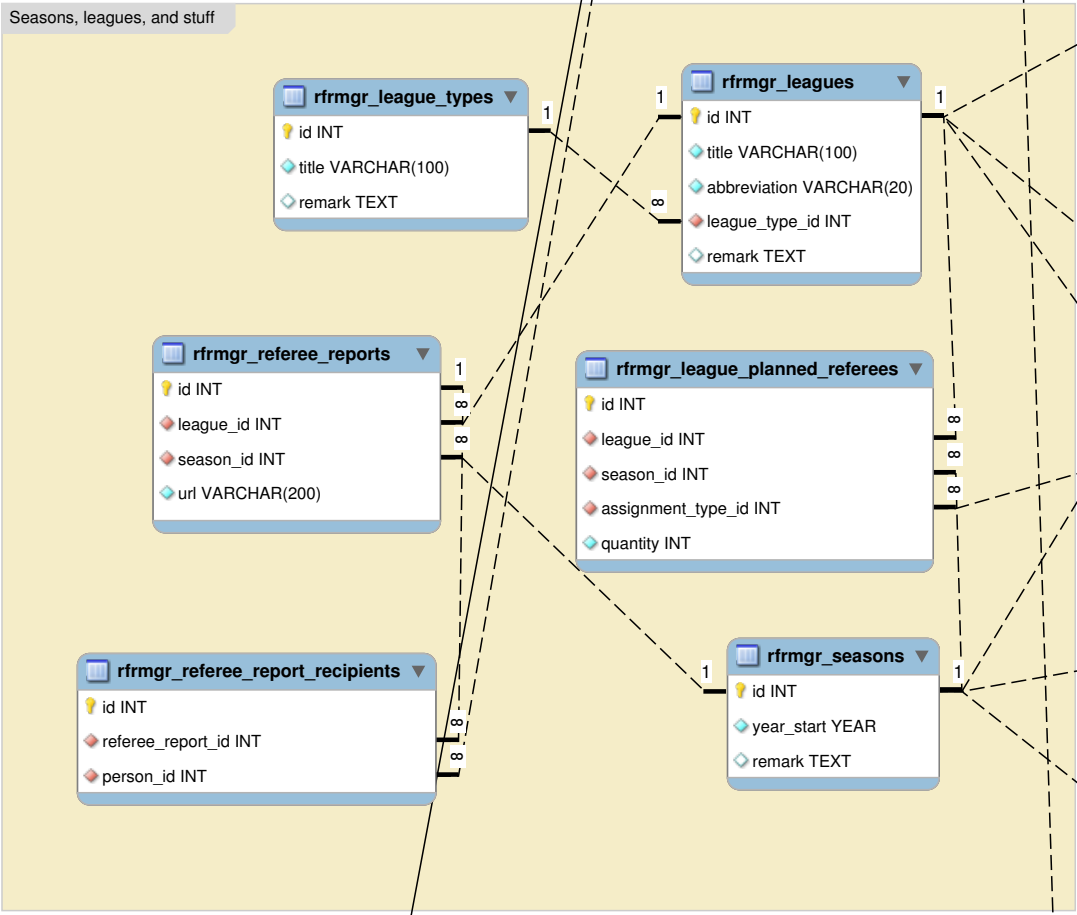 Seasons, leagues, and stuff
rfrmgr_league_types
id INT
title VARCHAR(100)
remark TEXT
1
rfrmgr_leagues
id INT
title VARCHAR(100)
abbreviation VARCHAR(20)
league_type_id INT
remark TEXT
1
∞
1
rfrmgr_referee_reports
id INT
league_id INT
season_id INT
url VARCHAR(200)
1
∞
∞
rfrmgr_league_planned_referees
id INT
league_id INT
season_id INT
assignment_type_id INT
quantity INT
∞
∞
∞
rfrmgr_referee_report_recipients
id INT
referee_report_id INT
person_id INT
∞
∞
rfrmgr_seasons
id INT
year_start YEAR
remark TEXT
1
1